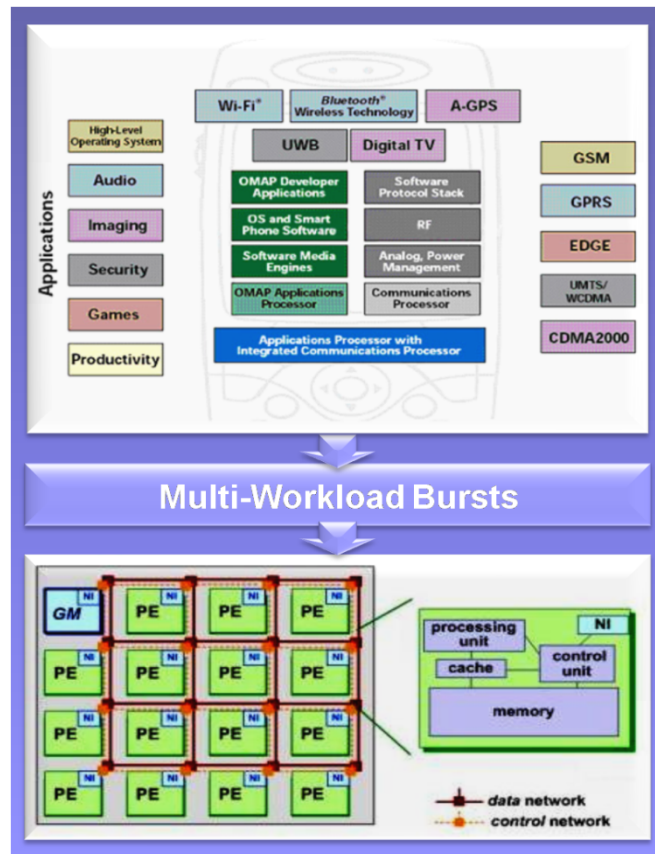 Wi-Fi®
Bluetooth®
Wireless Technology
A-GPS
UWB
Digital TV
Applications
High-Level
Operating System
Audio
Imaging
Security
Games
Productivity
OMAP Developer
Applications
OS and Smart
Phone Software
Software Media
Engines
OMAP Applications
Processor
Software
Protocol Stack
RF
Analog, Power
Management
Communications
Processor
Applications Processor with
Integrated Communications Processor
GSM
GPRS
EDGE
UMTS/
WCDMA
CDMA2000
Multi-Workload Bursts
GM NI PE NI PE NI PE NI
PE NI PE NI PE NI PE NI
PE NI PE NI PE NI PE NI
PE NI PE NI PE NI PE NI
processing
unit
NI
cache
control
unit
memory
data network
control network